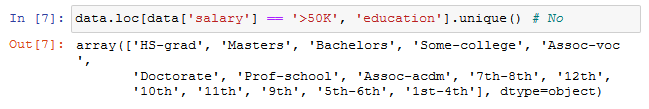 In [7]: data.loc[data['salary'] == '>50K', 'education'].unique() # No
Out[7]: array(['HS-grad', 'Masters', 'Bachelors', 'Some-college', 'Assoc-voc
',
'Doctorate', 'Prof-school', 'Assoc-acdm', '7th-8th', '12th',
'10th', '11th', '9th', '5th-6th', '1st-4th'], dtype=object)